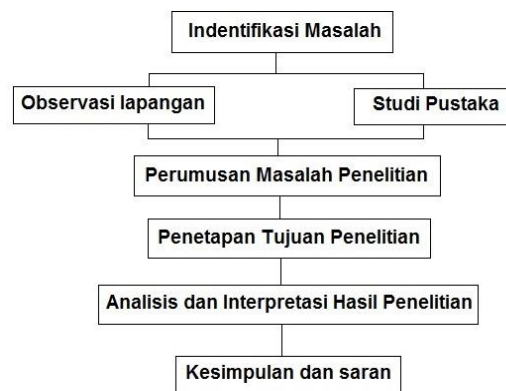 Indentifikasi Masalah
Observasi lapangan
Studi Pustaka
Perumusan Masalah Penelitian
Penetapan Tujuan Penelitian
Analisis dan Interpretasi Hasil Penelitian
Kesimpulan dan saran